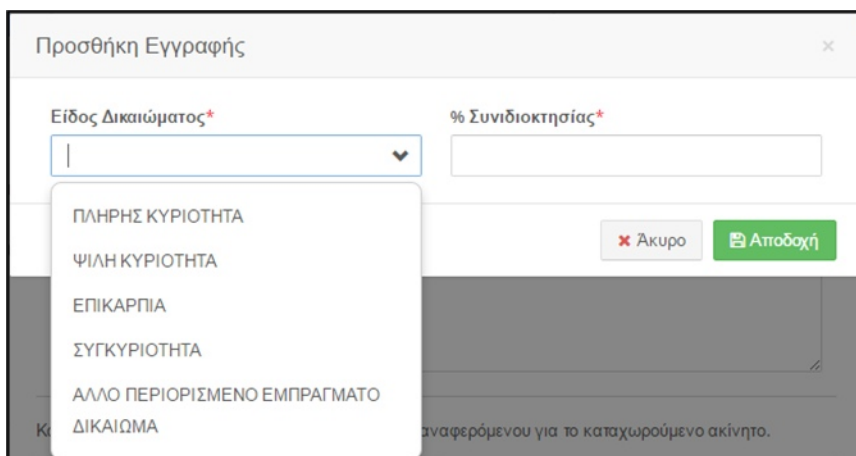 Προσθήκη Εγγραφής ×
Είδος Δικαιώματος* % Συνιδιοκτησίας*
ΠΛΗΡΗΣ ΚΥΡΙΟΤΗΤΑ
ΨΙΛΗ ΚΥΡΙΟΤΗΤΑ
ΕΠΙΚΑΡΠΙΑ
ΣΥΓΚΥΡΙΟΤΗΤΑ
ΑΛΛΟ ΠΕΡΙΟΡΙΣΜΕΝΟ ΕΜΠΡΑΓΜΑΤΟ
ΔΙΚΑΙΩΜΑ
Άκυρο Αποδοχή
αναφερόμενου για το καταχωρούμενο ακίνητο.